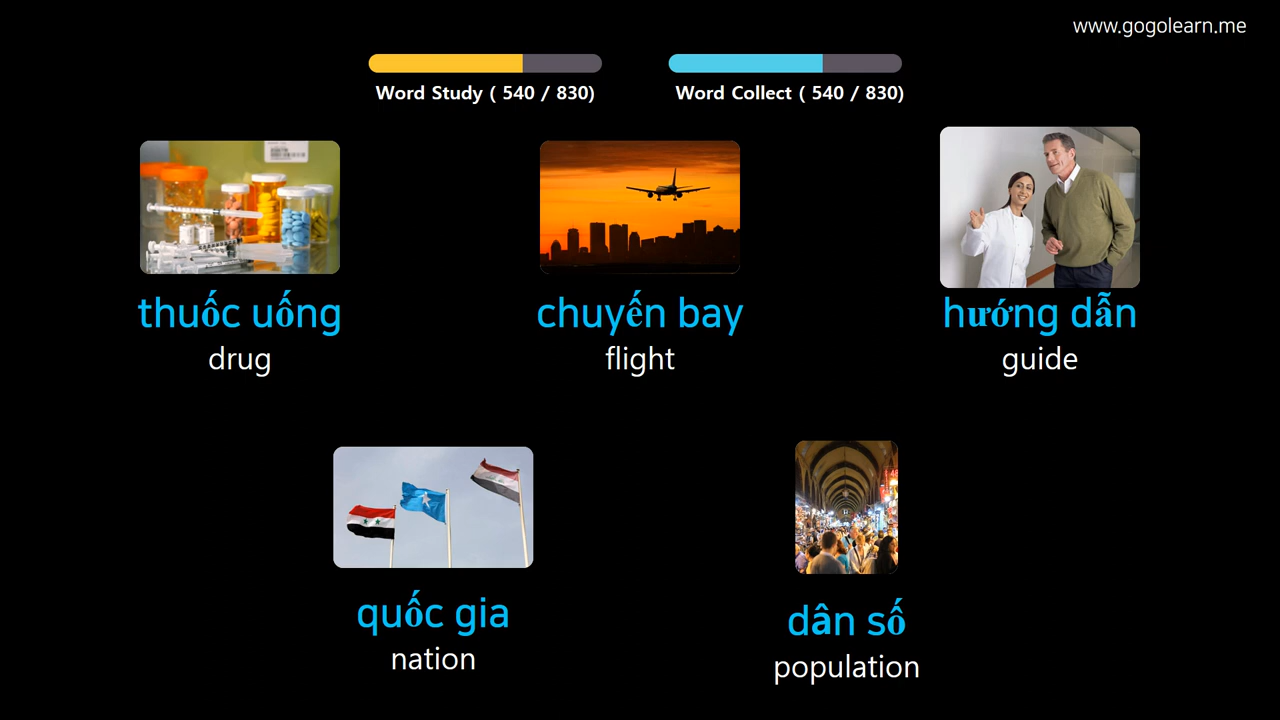 www.gogolearn.me
Word Study ( 540 / 830)
Word Collect ( 540 / 830)
thuốc uống
drug
chuyến bay
flight
hướng dẫn
guide
quốc gia
nation
dân số
population